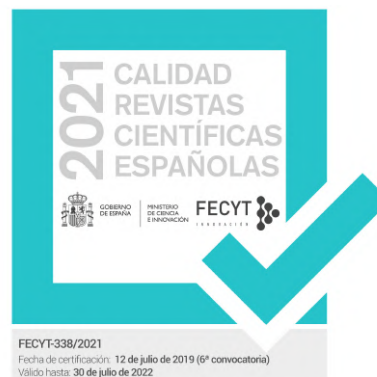 2021
CALIDAD
REVISTAS
CIENTÍFICAS
ESPAÑOLAS
GOBIERNO
DE ESPAÑA
MINISTERIO
DE CIENCIA
E INNOVACIÓN
FECYT
INNOVACIÓN
FECYT-338/2021
Fecha de certificación: 12 de julio de 2019 (6ª convocatoria)
Válido hasta: 30 de julio de 2022